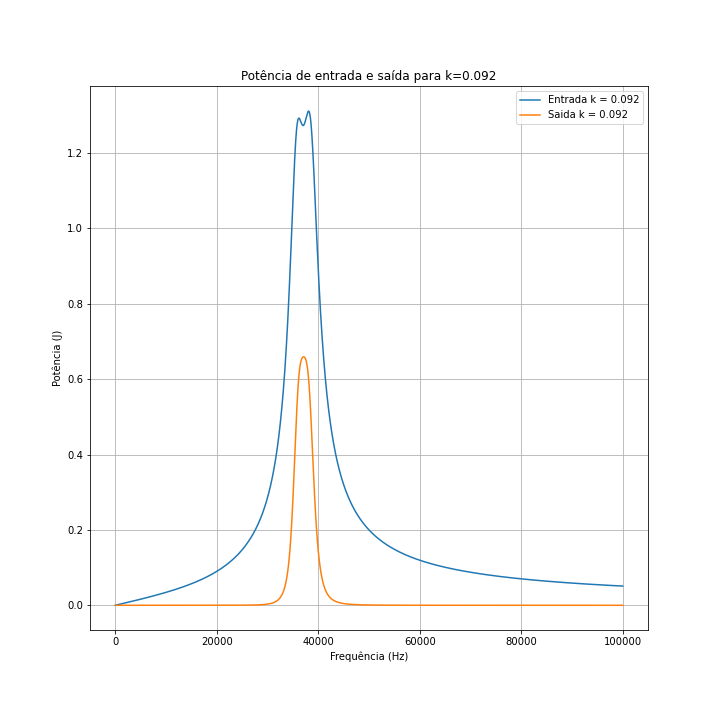 Potência de entrada e saída para k=0.092
Entrada k = 0.092
Saida k = 0.092
1.2
1.0
0.8
0.6
0.4
0.2
0.0
Potência (J)
0 20000 40000 60000 80000 100000
Frequência (Hz)